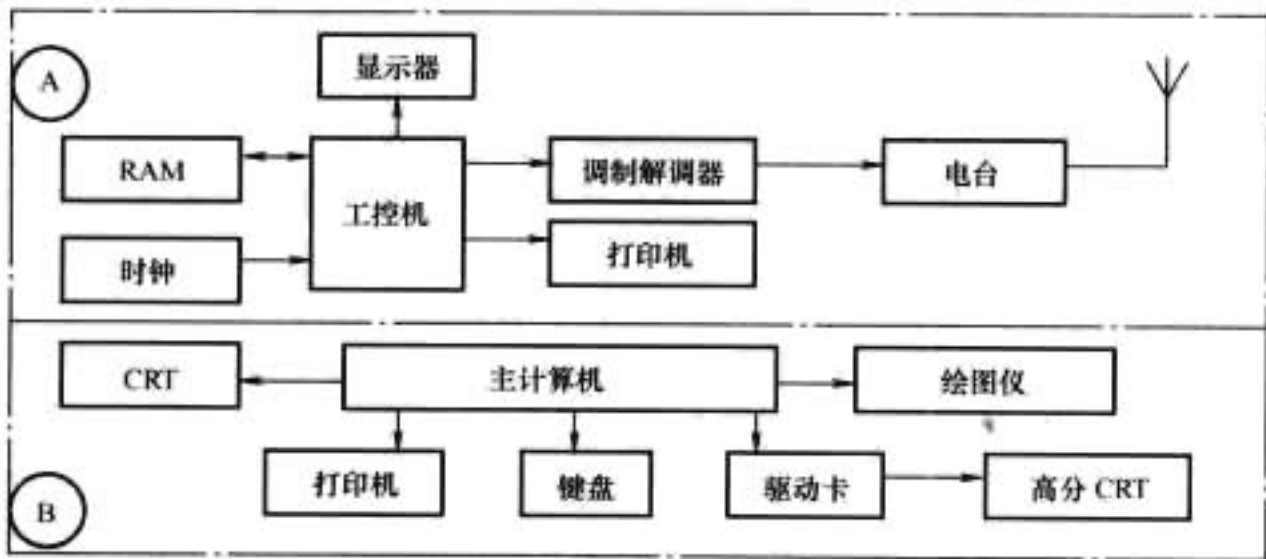 显示器
A
RAM
工控机
调制解调器
电台
时钟
打印机
CRT
主计算机
绘图仪
打印机
键盘
驱动卡
高分 CRT
B